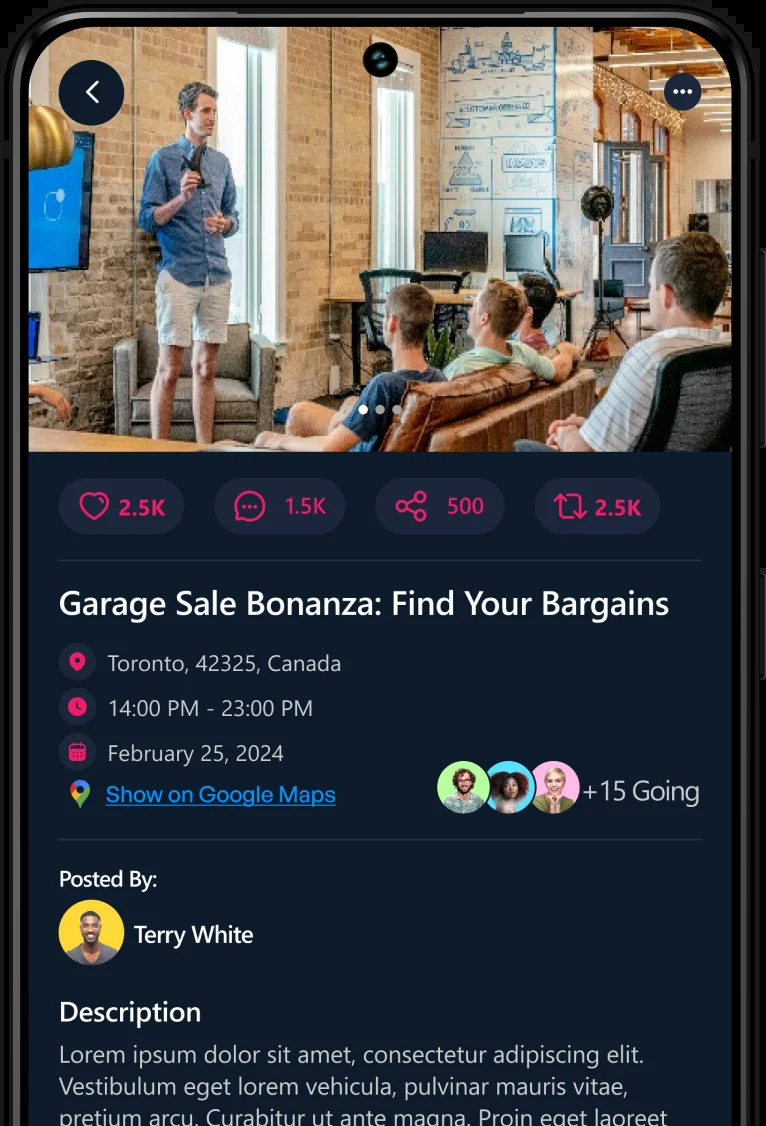 CUSTOMER OBSESSED
2.5K
1.5K
500
2.5K
Garage Sale Bonanza: Find Your Bargains
Toronto, 42325, Canada
14:00 PM - 23:00 PM
February 25, 2024
Show on Google Maps
+15 Going
Posted By:
Terry White
Description
Lorem ipsum dolor sit amet, consectetur adipiscing elit.
Vestibulum eget lorem vehicula, pulvinar mauris vitae,
pretium arcu. Curabitur ut ante magna. Proin eget laoreet